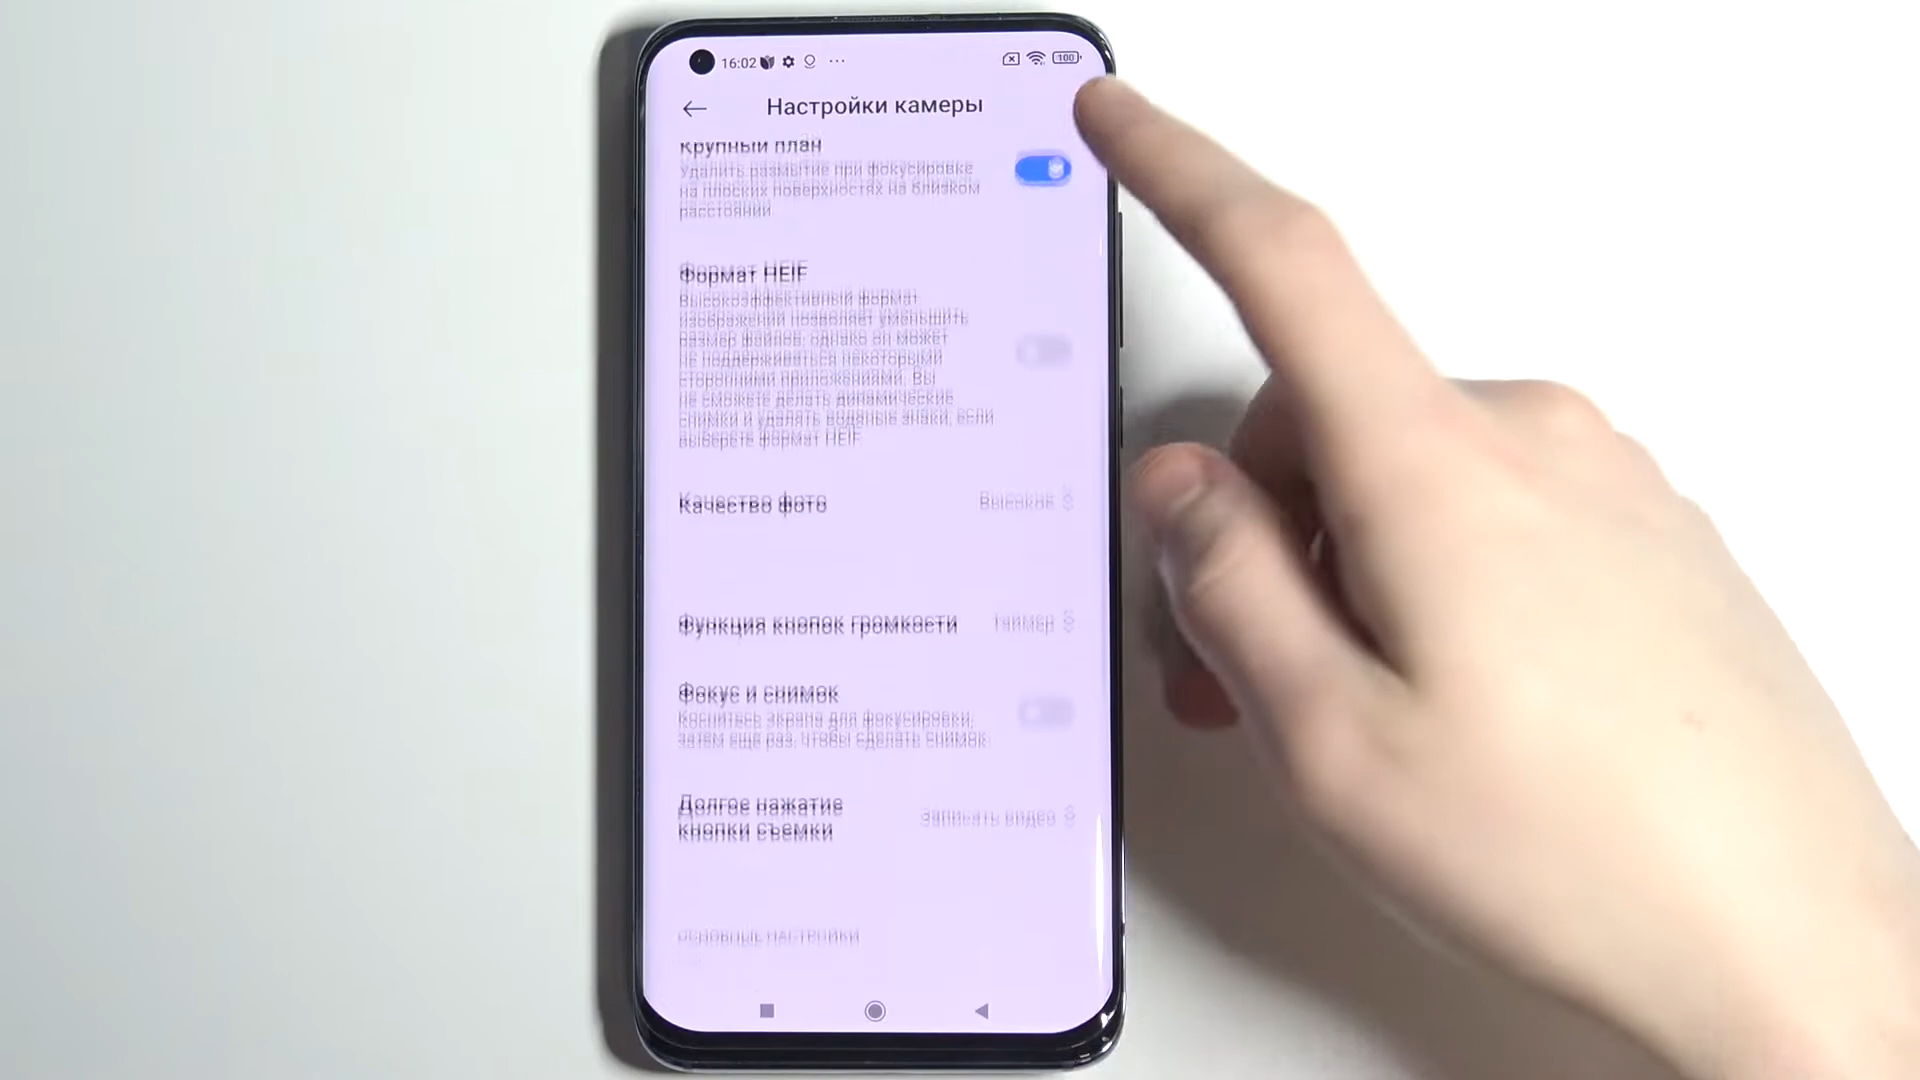 16:02
100
Настройки камеры
Крупный план
Удалить размытие при фокусировке
на плоских поверхностях на близком
расстоянии.
Формат HEIF
Высокоэффективный формат
изображений позволяет уменьшить
размер файлов, однако он может
не поддерживаться некоторыми
сторонними приложениями. Вы
не сможете делать динамические
снимки и удалять водяные знаки, если
выберете формат HEIF.
Качество фото
Высокое
Функция кнопок громкости
Таймер
Фокус и снимок
Коснитесь экрана для фокусировки,
затем еще раз, чтобы сделать снимок.
Долгое нажатие
кнопки съемки
Записать видео
ОСНОВНЫЕ НАСТРОЙКИ